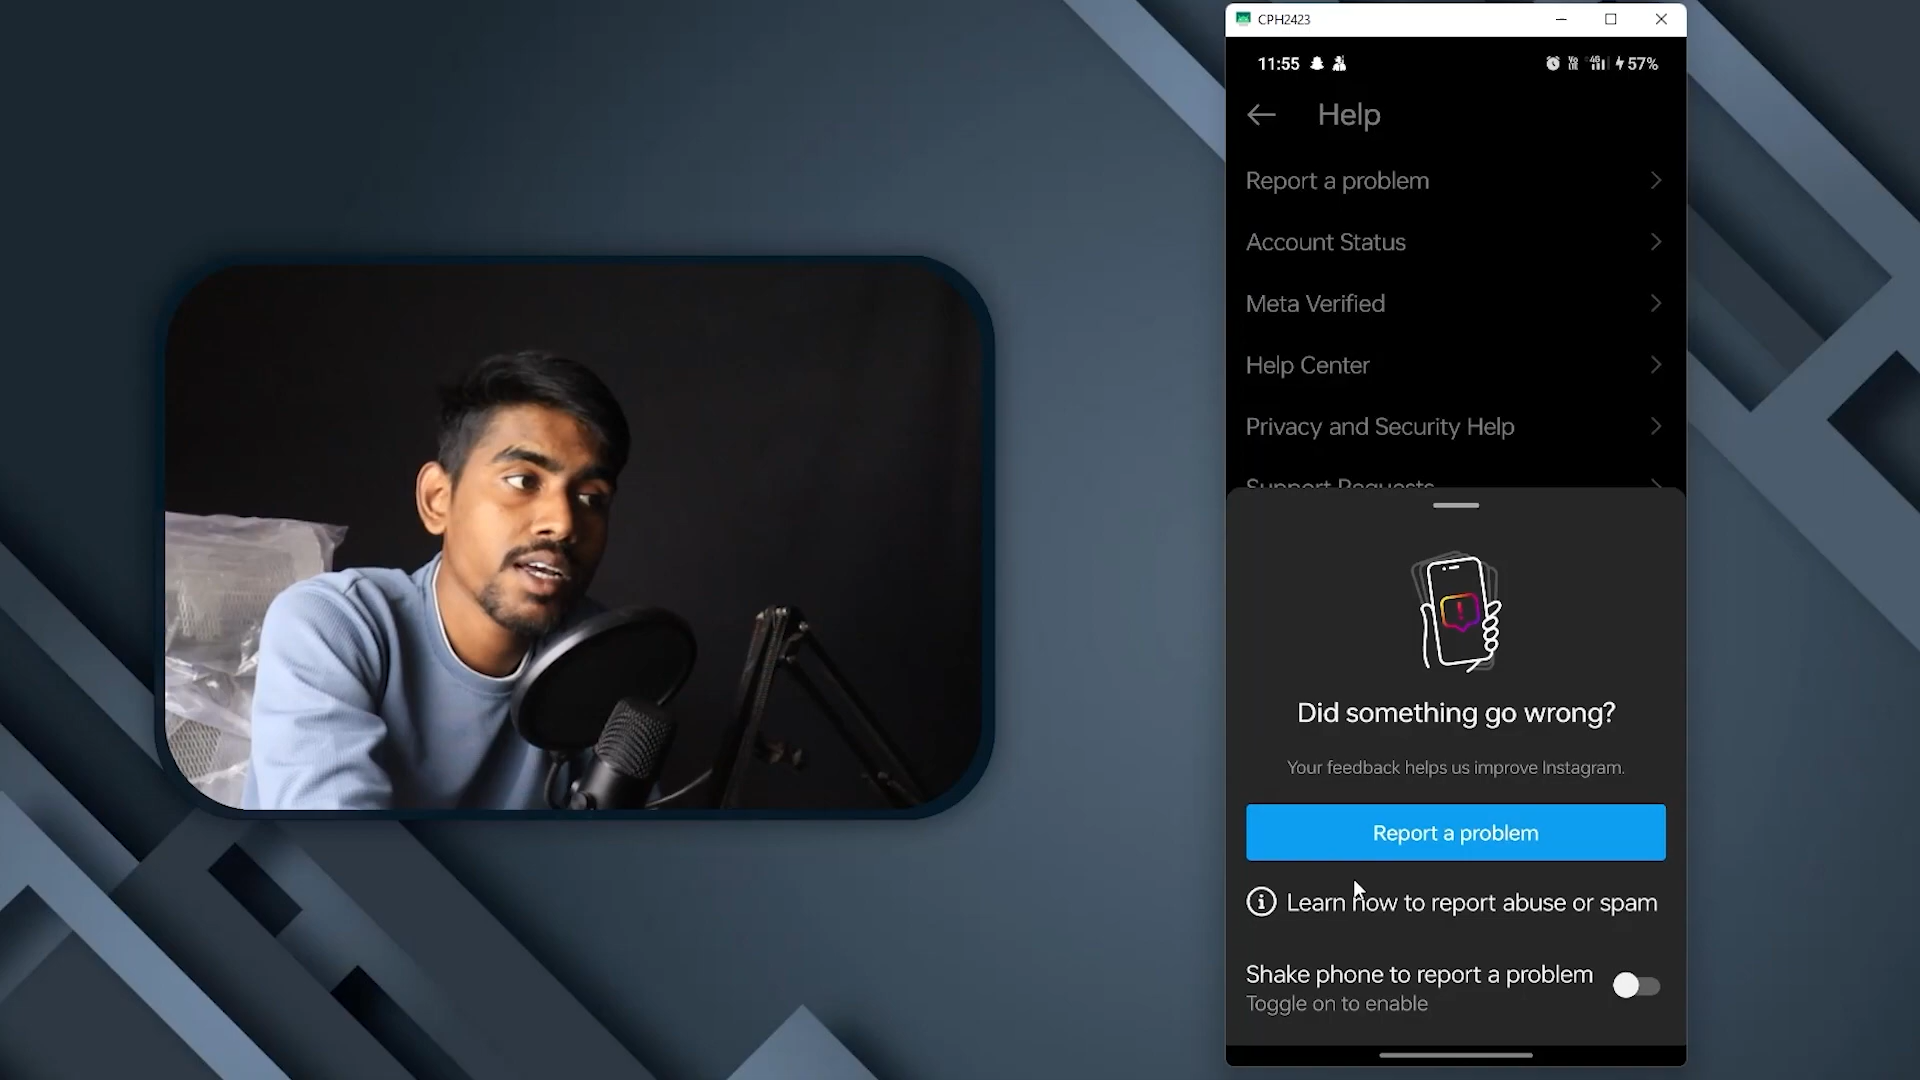 CPH2423
11:55
57%
Help
Report a problem
Account Status
Meta Verified
Help Center
Privacy and Security Help
Support Requests
Did something go wrong?
Your feedback helps us improve Instagram.
Report a problem
Learn how to report abuse or spam
Shake phone to report a problem
Toggle on to enable